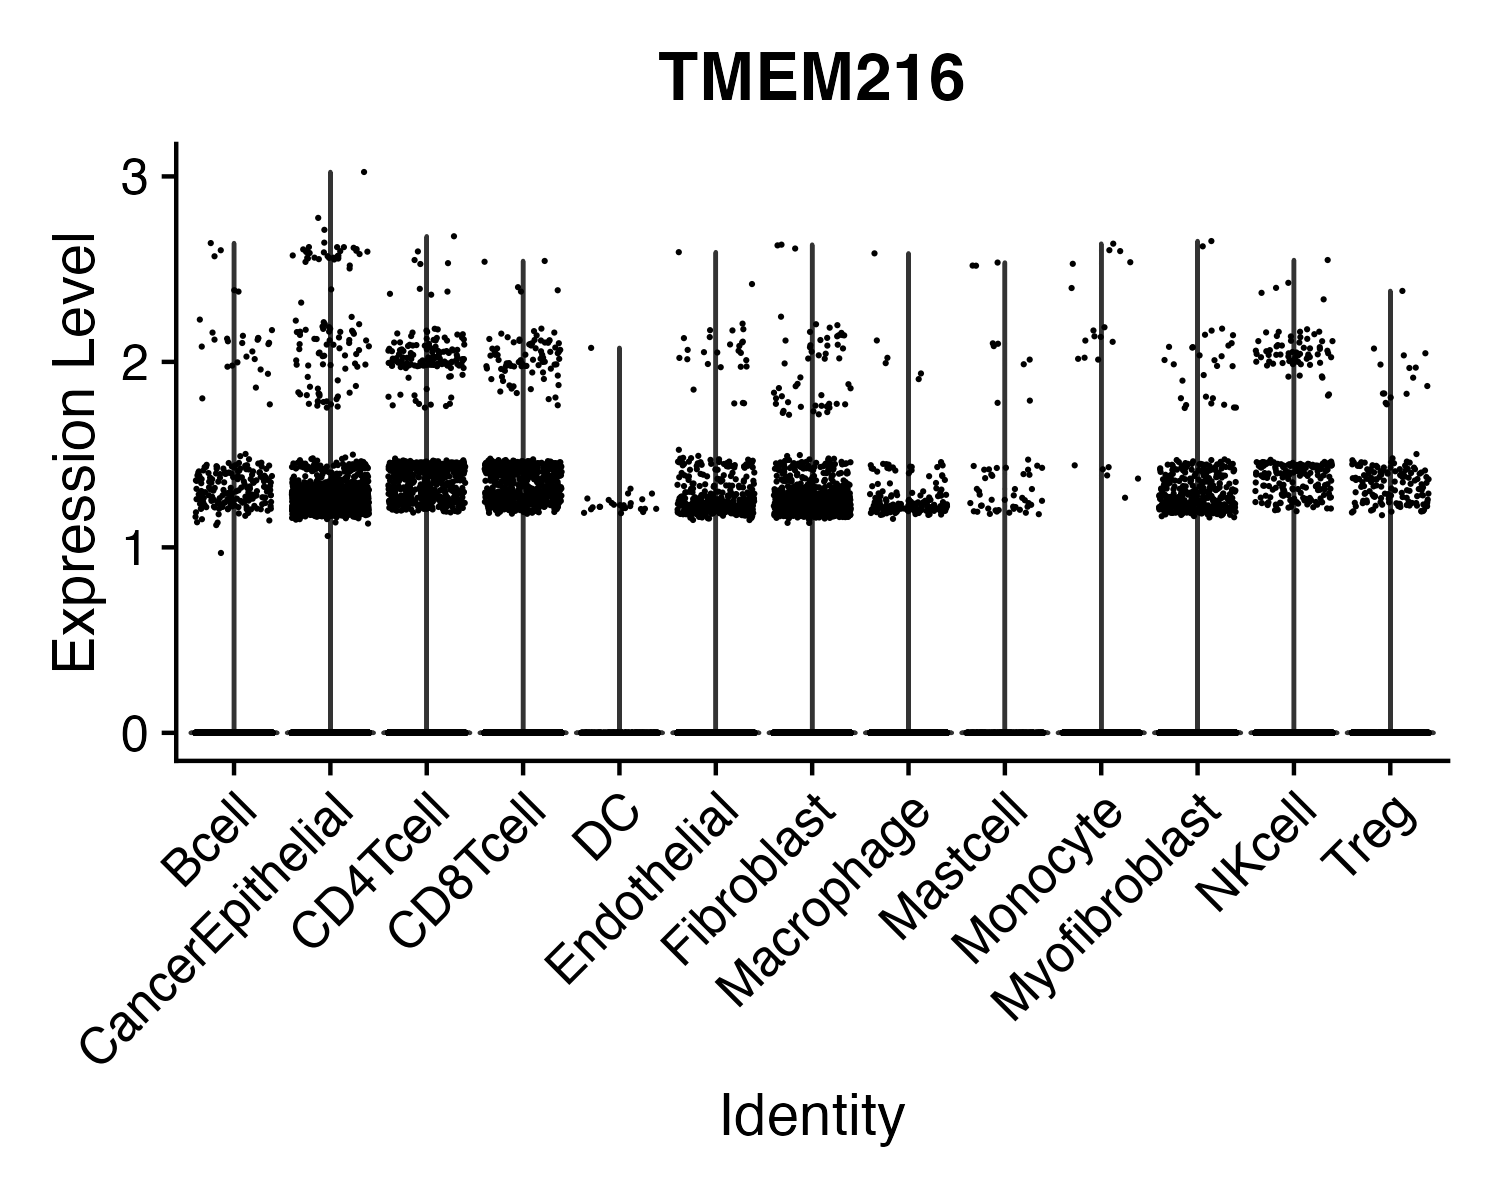 TMEM216
Expression Level
3
2
1
0
Bcell
CancerEpithelial
CD4Tcell
CD8Tcell
DC
Endothelial
Fibroblast
Macrophage
Mastcell
Monocyte
Myofibroblast
NKcell
Treg
Identity